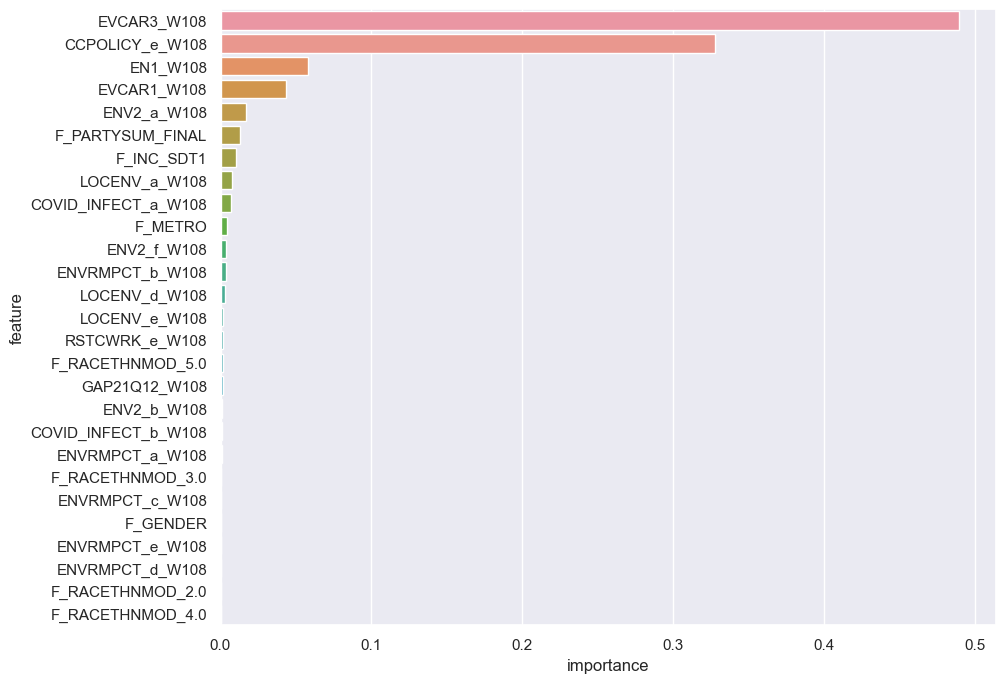 EVCAR3_W108
CCPOLICY_e_W108
EN1_W108
EVCAR1_W108
ENV2_a_W108
F_PARTYSUM_FINAL
F_INC_SDT1
LOCENV_a_W108
COVID_INFECT_a_W108
F_METRO
ENV2_f_W108
ENVRMPCT_b_W108
LOCENV_d_W108
LOCENV_e_W108
RSTCWRK_e_W108
F_RACETHNMOD_5.0
GAP21Q12_W108
ENV2_b_W108
COVID_INFECT_b_W108
ENVRMPCT_a_W108
F_RACETHNMOD_3.0
ENVRMPCT_c_W108
F_GENDER
ENVRMPCT_e_W108
ENVRMPCT_d_W108
F_RACETHNMOD_2.0
F_RACETHNMOD_4.0
feature
0.0 0.1 0.2 0.3 0.4 0.5
importance